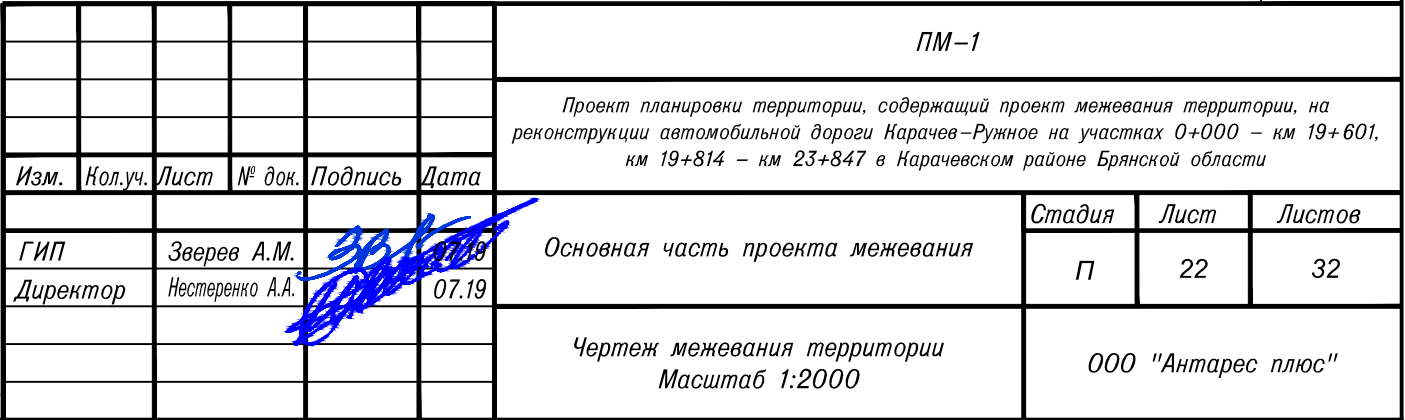 ПМ-1
Проект планировки территории, содержащий проект межевания территории, на
реконструкции автомобильной дороги Карачев-Ружное на участках 0+000 - км 19+601,
км 19+814 - км 23+847 в Карачевском районе Брянской области
Изм. Кол.уч. Лист № док. Подпись Дата
Стадия Лист Листов
ГИП Зверев А.М. 07.19
Основная часть проекта межевания
П 22 32
Директор Нестеренко А.А. 07.19
Чертеж межевания территории
Масштаб 1:2000
ООО "Антарес плюс"